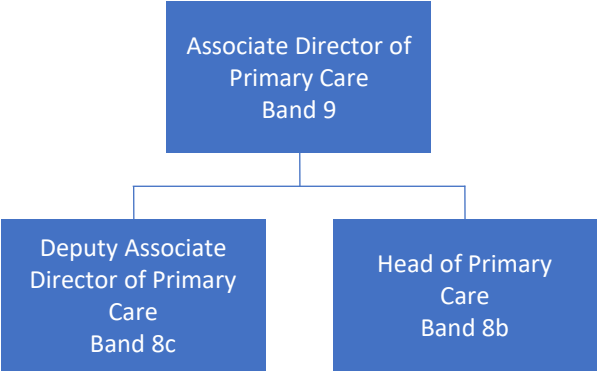 Associate Director of
Primary Care
Band 9
Deputy Associate
Director of Primary
Care
Band 8c
Head of Primary
Care
Band 8b